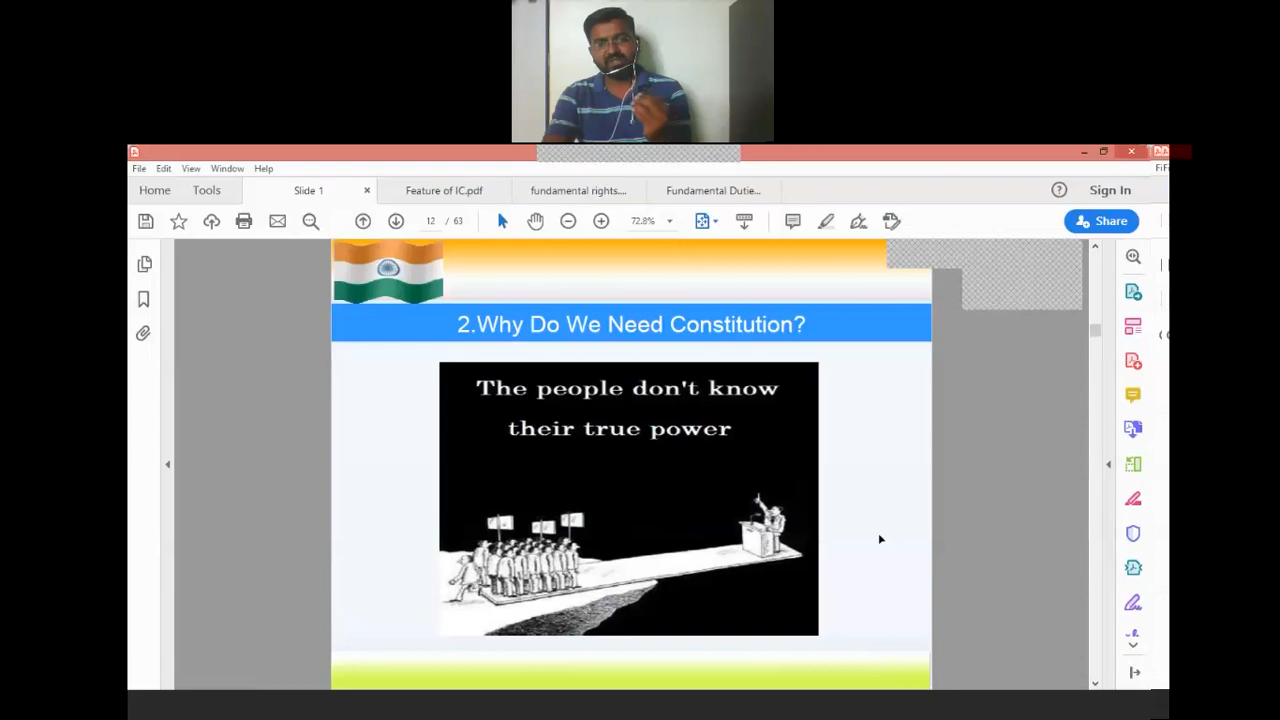 File Edit View Window Help
FiFi
Home Tools Slide 1 × Feature of IC.pdf fundamental rights.... Fundamental Dutie... ? Sign In
12 / 63 72.8% Share
2.Why Do We Need Constitution?
The people don't know
their true power